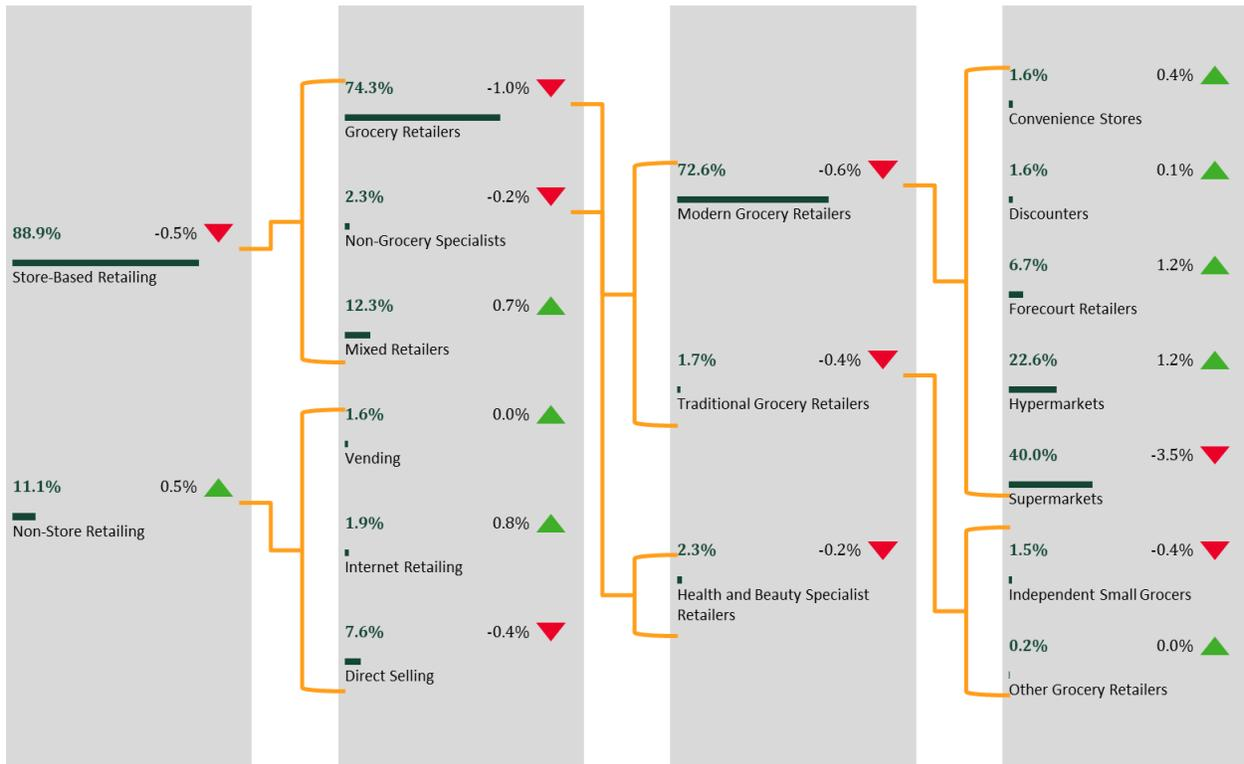 88.9% -0.5%
Store-Based Retailing
11.1% 0.5%
Non-Store Retailing
74.3% -1.0%
Grocery Retailers
2.3% -0.2%
Non-Grocery Specialists
12.3% 0.7%
Mixed Retailers
1.6% 0.0%
Vending
1.9% 0.8%
Internet Retailing
7.6% -0.4%
Direct Selling
72.6% -0.6%
Modern Grocery Retailers
1.7% -0.4%
Traditional Grocery Retailers
2.3% -0.2%
Health and Beauty Specialist
Retailers
1.6% 0.4%
Convenience Stores
1.6% 0.1%
Discounters
6.7% 1.2%
Forecourt Retailers
22.6% 1.2%
Hypermarkets
40.0% -3.5%
Supermarkets
1.5% -0.4%
Independent Small Grocers
0.2% 0.0%
Other Grocery Retailers